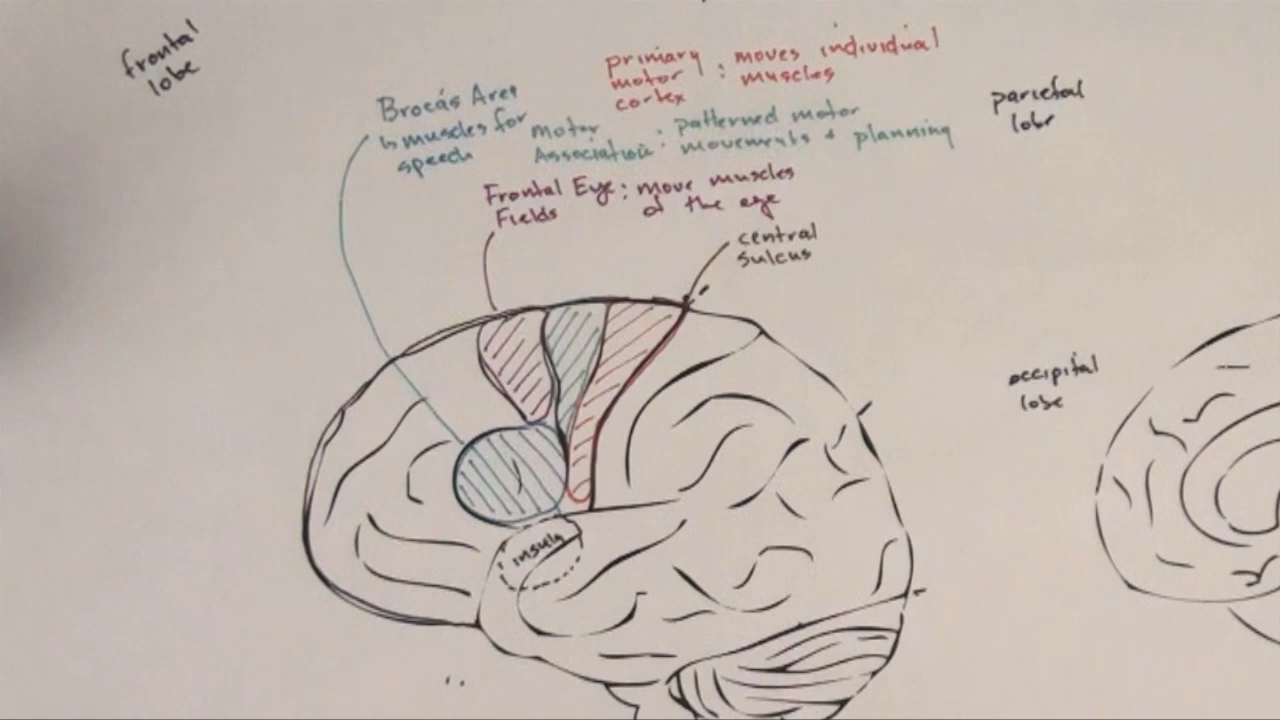 frontal
lobe
Broca's Area
↳ muscles for
speech
primary
motor : moves individual
cortex muscles
motor
Association : patterned motor
movements + planning
Frontal Eye : move muscles
Fields of the eye
central
sulcus
parietal
lobe
occipital
lobe
insula